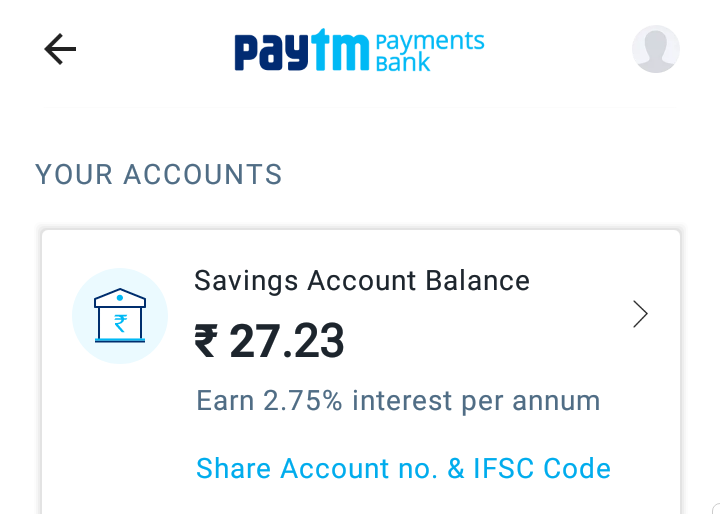 paytm Payments
Bank
YOUR ACCOUNTS
Savings Account Balance
₹ 27.23
₹
Earn 2.75% interest per annum
Share Account no. & IFSC Code